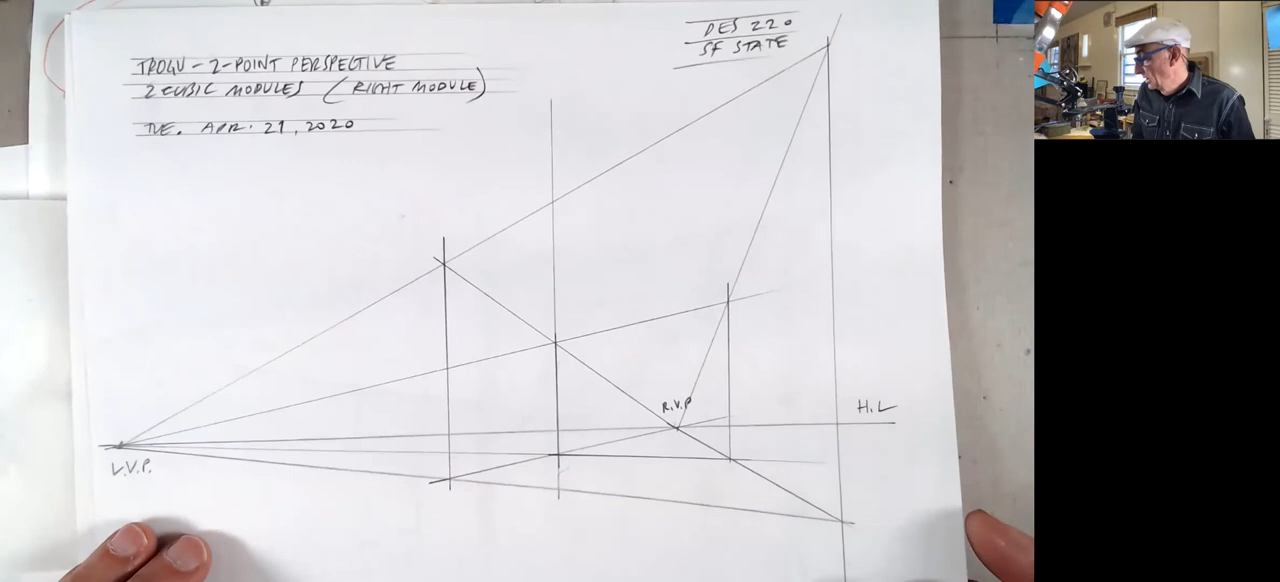 TROGU - 2-POINT PERSPECTIVE
2 CUBIC MODULES (RIGHT MODULE)
TUE. APR. 21, 2020
DES 220
SF STATE
R.V.P
H.L
L.V.P.